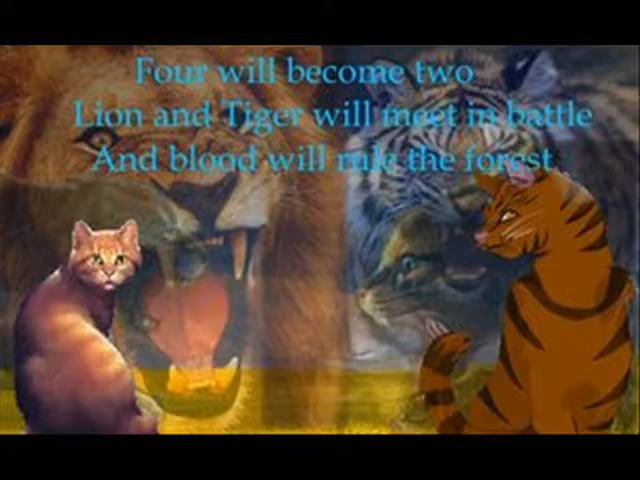 Four will become two
Lion and Tiger will meet in battle
And blood will rule the forest